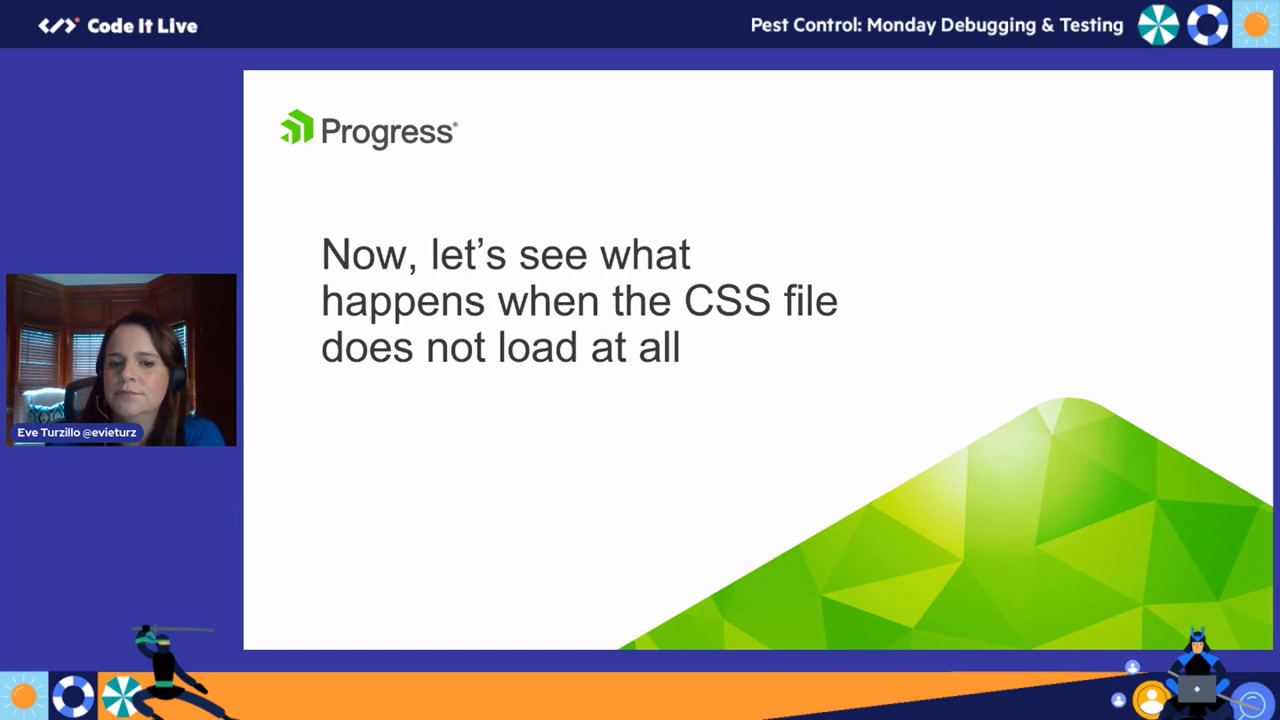 Code It Live
Pest Control: Monday Debugging & Testing
Progress®
Now, let’s see what
happens when the CSS file
does not load at all
Eve Turzillo @evieturz